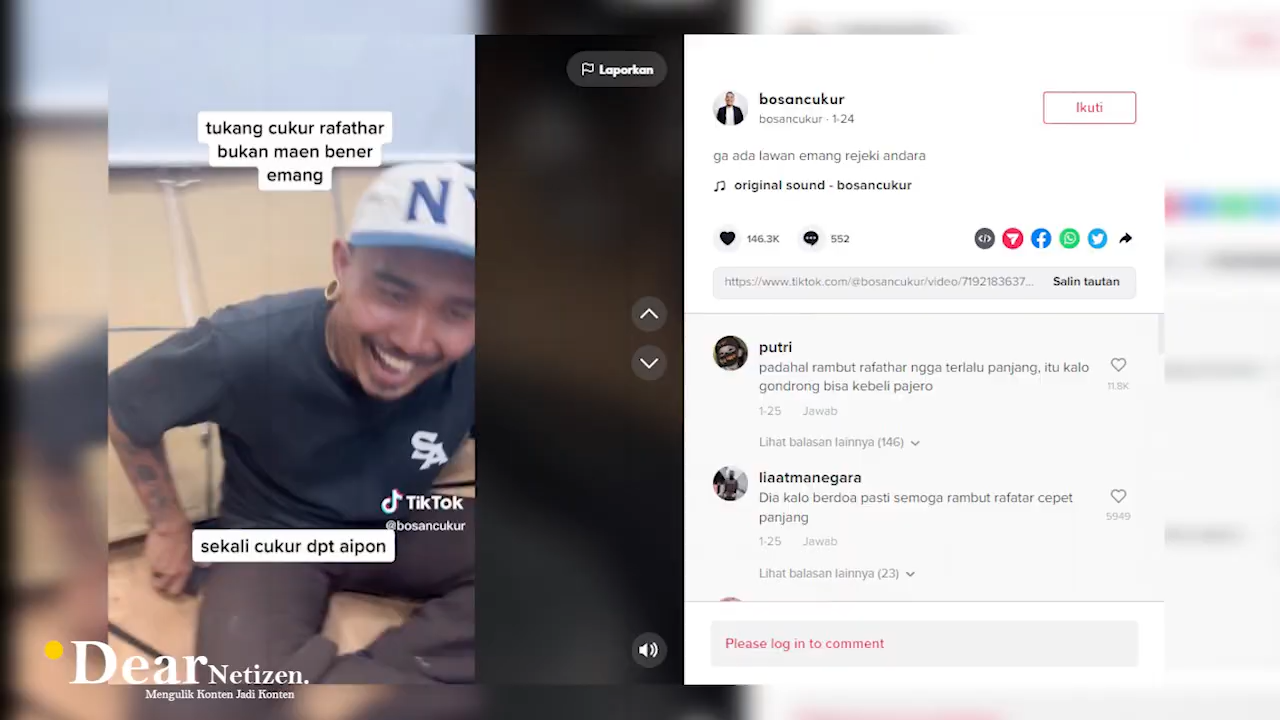 tukang cukur rafathar
bukan maen bener
emang
NY
SA
TikTok
@bosancukur
sekali cukur dpt aipon
Dear Netizen.
Mengulik Konten Jadi Konten
Laporkan
bosancukur
bosancukur · 1-24
Ikuti
ga ada lawan emang rejeki andara
original sound - bosancukur
146.3K
552
https://www.tiktok.com/@bosancukur/video/7192183637...
Salin tautan
putri
padahal rambut rafathar ngga terlalu panjang, itu kalo
gondrong bisa kebeli pajero
11.8K
1-25 Jawab
Lihat balasan lainnya (146)
liaatmanegara
Dia kalo berdoa pasti semoga rambut rafatar cepet
panjang
5949
1-25 Jawab
Lihat balasan lainnya (23)
Please log in to comment